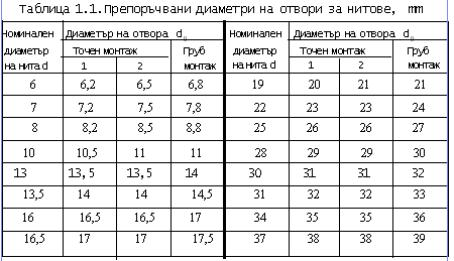 Таблица 1.1.Препоръчвани диаметри на отвори за нитове, mm
Номинален диаметър на нита d | Диаметър на отвора d₀ | Номинален диаметър на нита d | Диаметър на отвора d₀
Точен монтаж | Груб монтаж | Точен монтаж | Груб монтаж
1 | 2 | 1 | 2
6 | 6,2 | 6,5 | 6,8 | 19 | 20 | 21 | 21
7 | 7,2 | 7,5 | 7,8 | 22 | 23 | 23 | 24
8 | 8,2 | 8,5 | 8,8 | 25 | 26 | 26 | 27
10 | 10,5 | 11 | 11 | 28 | 29 | 29 | 30
13 | 13,5 | 13,5 | 14 | 30 | 31 | 31 | 32
13,5 | 14 | 14 | 14,5 | 31 | 32 | 32 | 33
16 | 16,5 | 16,5 | 17 | 34 | 35 | 35 | 36
16,5 | 17 | 17 | 17,5 | 37 | 38 | 38 | 39